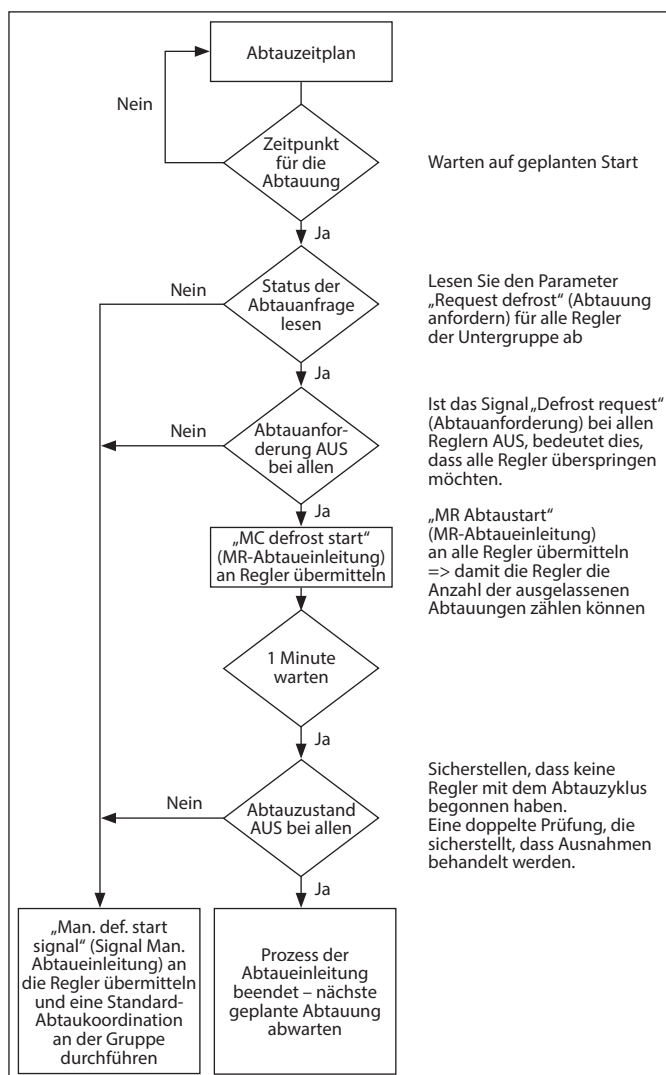 Abtauzeitplan
Nein
Zeitpunkt
für die
Abtauung
Warten auf geplanten Start
Ja
Nein
Status der
Abtauanfrage
lesen
Lesen Sie den Parameter
„Request defrost“ (Abtauung
anfordern) für alle Regler
der Untergruppe ab
Ja
Nein
Abtauanfor-
derung AUS
bei allen
Ist das Signal „Defrost request“
(Abtauanforderung) bei allen
Reglern AUS, bedeutet dies,
dass alle Regler überspringen
möchten.
Ja
„MC defrost start“
(MR-Abtaueinleitung)
an Regler übermitteln
„MR Abtaustart“
(MR-Abtaueinleitung)
an alle Regler übermitteln
=> damit die Regler die
Anzahl der ausgelassenen
Abtauungen zählen können
1 Minute
warten
Ja
Nein
Abtauzustand
AUS bei allen
Sicherstellen, dass keine
Regler mit dem Abtauzyklus
begonnen haben.
Eine doppelte Prüfung, die
sicherstellt, dass Ausnahmen
behandelt werden.
Ja
„Man. def. start
signal“ (Signal Man.
Abtaueinleitung) an
die Regler übermitteln
und eine Standard-
Abtaukoordination
an der Gruppe
durchführen
Prozess der
Abtaueinleitung
beendet – nächste
geplante Abtauung
abwarten